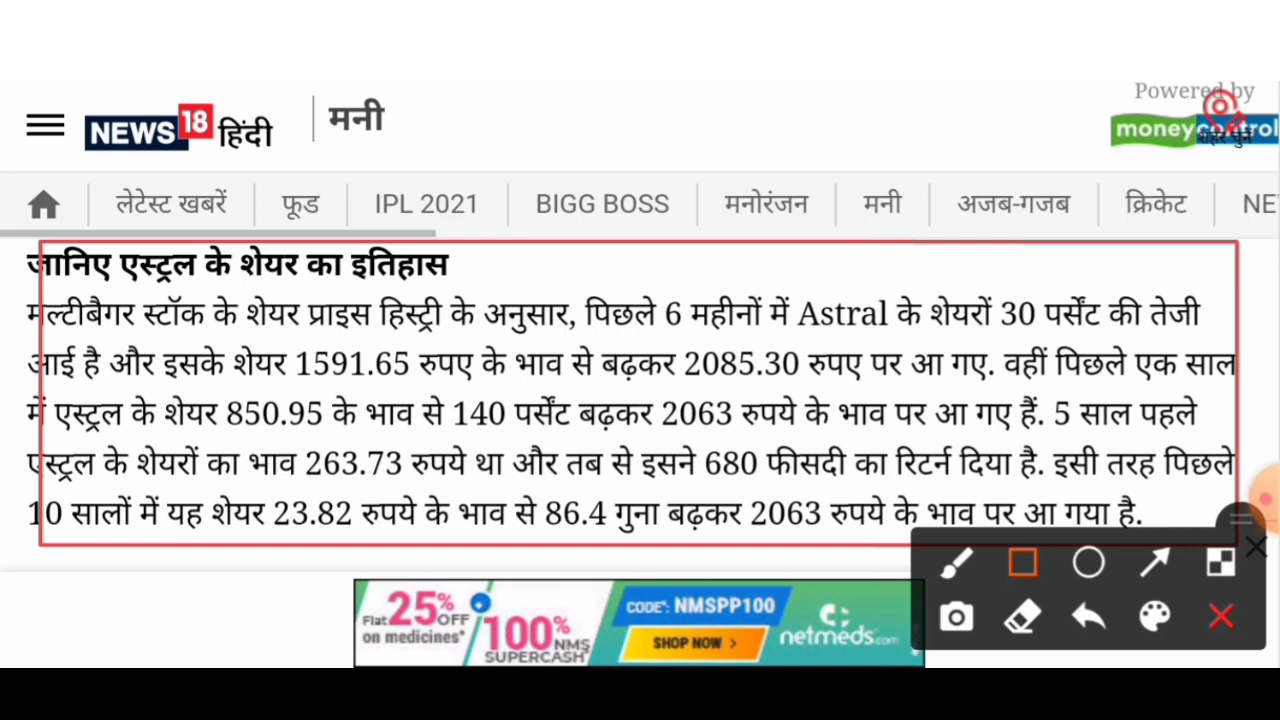 Powered by
NEWS 18 हिंदी
मनी
moneycontrol
शहर चुनें
लेटेस्ट खबरें फूड IPL 2021 BIGG BOSS मनोरंजन मनी अजब-गजब क्रिकेट NE
जानिए एस्ट्रल के शेयर का इतिहास
मल्टीबैगर स्टॉक के शेयर प्राइस हिस्ट्री के अनुसार, पिछले 6 महीनों में Astral के शेयरों 30 पर्सेंट की तेजी
आई है और इसके शेयर 1591.65 रुपए के भाव से बढ़कर 2085.30 रुपए पर आ गए. वहीं पिछले एक साल
में एस्ट्रल के शेयर 850.95 के भाव से 140 पर्सेंट बढ़कर 2063 रुपये के भाव पर आ गए हैं. 5 साल पहले
एस्ट्रल के शेयरों का भाव 263.73 रुपये था और तब से इसने 680 फीसदी का रिटर्न दिया है. इसी तरह पिछले
10 सालों में यह शेयर 23.82 रुपये के भाव से 86.4 गुना बढ़कर 2063 रुपये के भाव पर आ गया है.
Flat 25% OFF
on medicines*
100% NMS
SUPERCASH
CODE*: NMSPP100
SHOP NOW >
netmeds.com